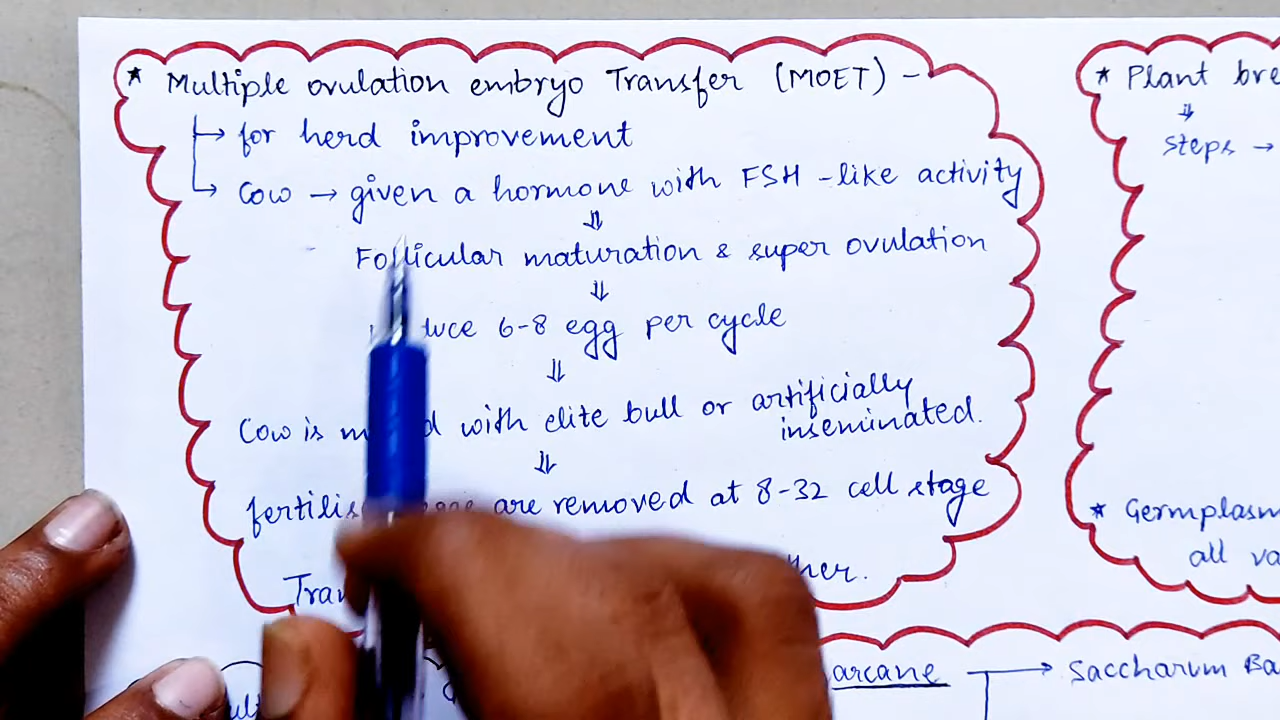 * Multiple ovulation embryo Transfer (MOET) -
→ for herd improvement
→ Cow → given a hormone with FSH -like activity
⇓
Follicular maturation & super ovulation
⇓
6-8 egg per cycle
⇓
Cow is with elite bull or artificially
inseminated.
⇓
are removed at 8-32 cell stage
* Plant
⇓
steps →
* Germplasm
all
→ Saccharum